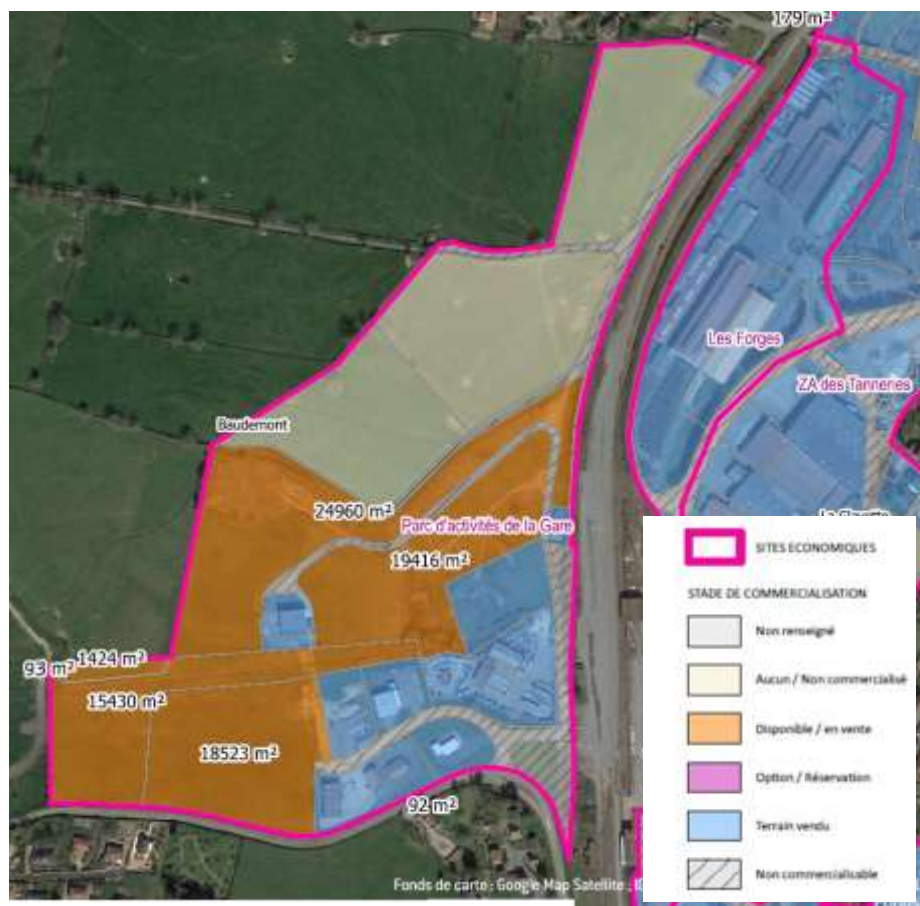 179 m²
Les Forges
ZA des Tanneries
Baudemont
24960 m²
Parc d'activités de la Gare
19416 m²
La Clayette
1424 m²
93 m²
15430 m²
18523 m²
92 m²
Fonds de carte : Google Map Satellite ,
SITES ECONOMIQUES
STADE DE COMMERCIALISATION
Non renseigné
Aucun / Non commercialisé
Disponible / en vente
Option / Réservation
Terrain vendu
Non commercialisable